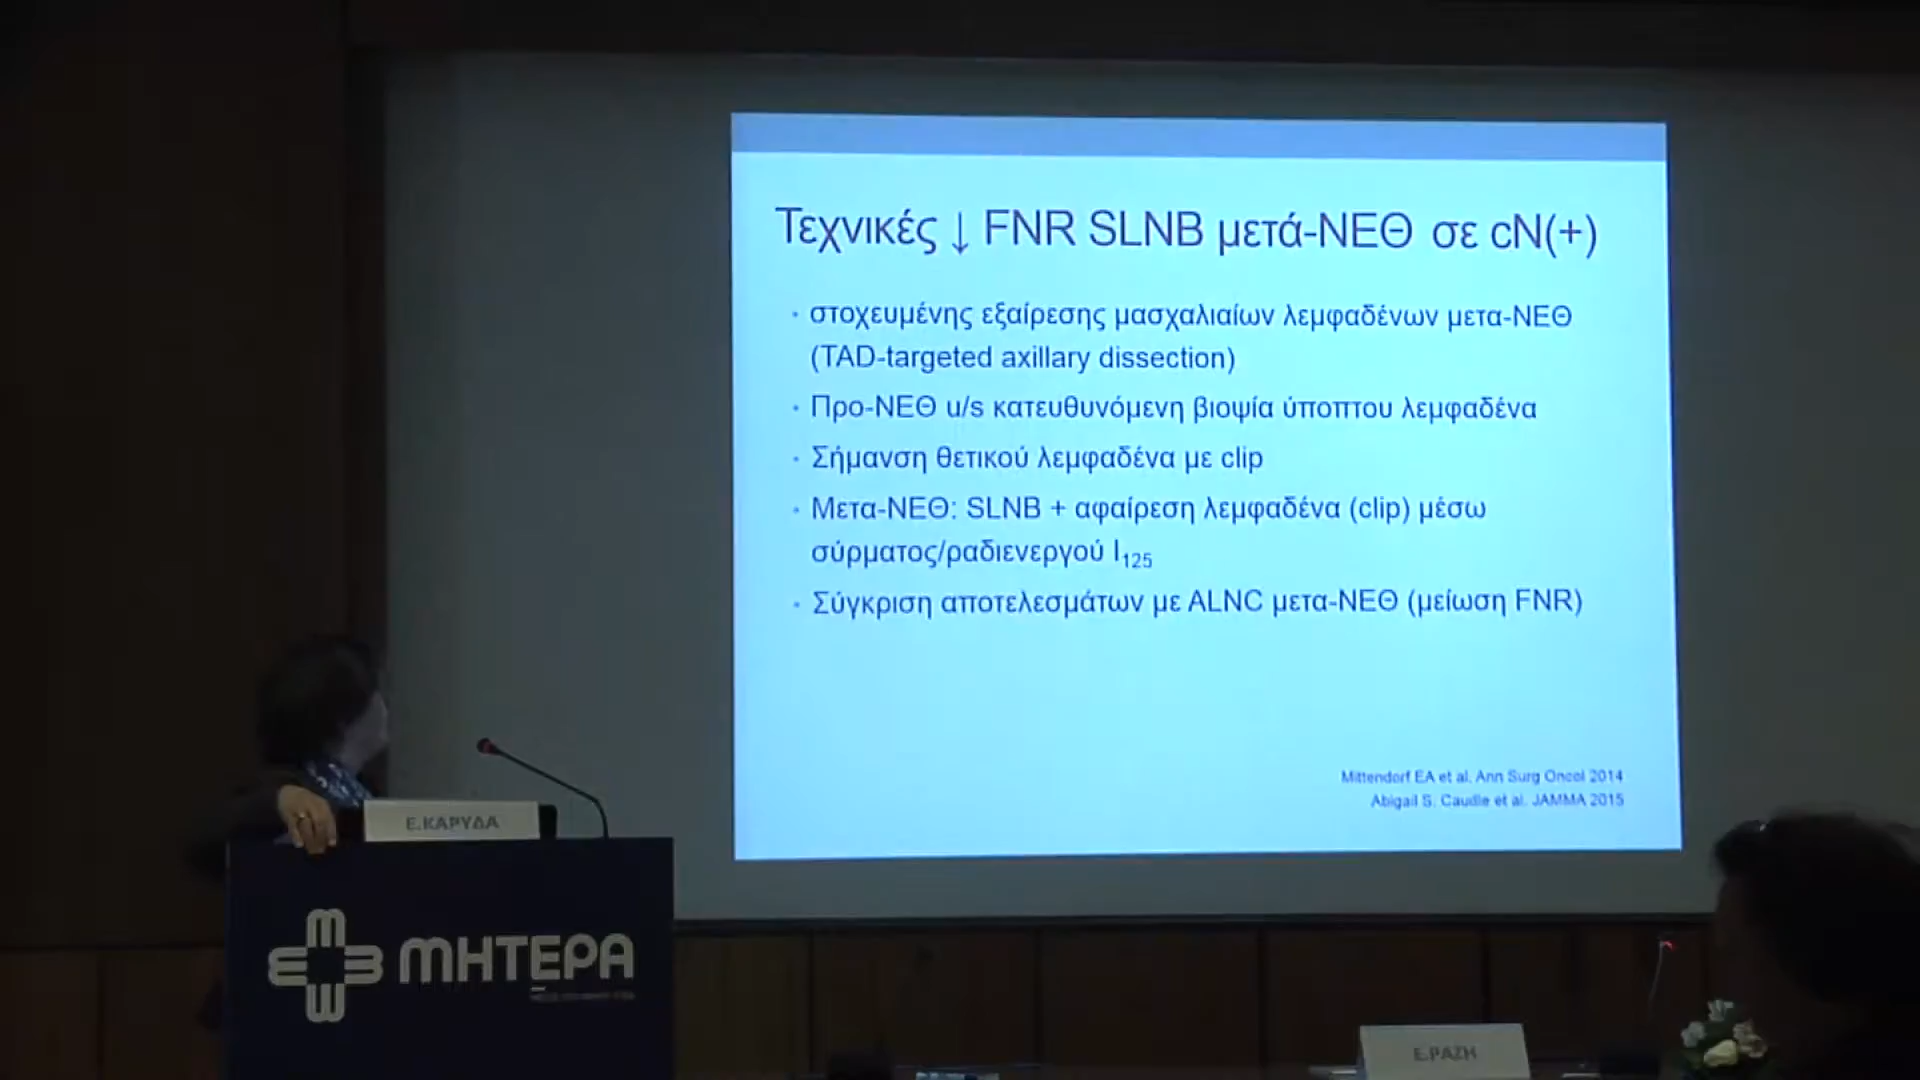 Τεχνικές ↓ FNR SLNB μετά-ΝΕΘ σε cN(+)
· στοχευμένης εξαίρεσης μασχαλιαίων λεμφαδένων μετα-ΝΕΘ
(TAD-targeted axillary dissection)
· Προ-ΝΕΘ u/s κατευθυνόμενη βιοψία ύποπτου λεμφαδένα
· Σήμανση θετικού λεμφαδένα με clip
· Μετα-ΝΕΘ: SLNB + αφαίρεση λεμφαδένα (clip) μέσω
σύρματος/ραδιενεργού I125
· Σύγκριση αποτελεσμάτων με ALNC μετα-ΝΕΘ (μείωση FNR)
Mittendorf EA et al. Ann Surg Oncol 2014
Abigail S. Caudle et al. JAMMA 2015
Ε.ΚΑΡΥΔΑ
ΜΗΤΕΡΑ
Ε.ΡΑΖΗ